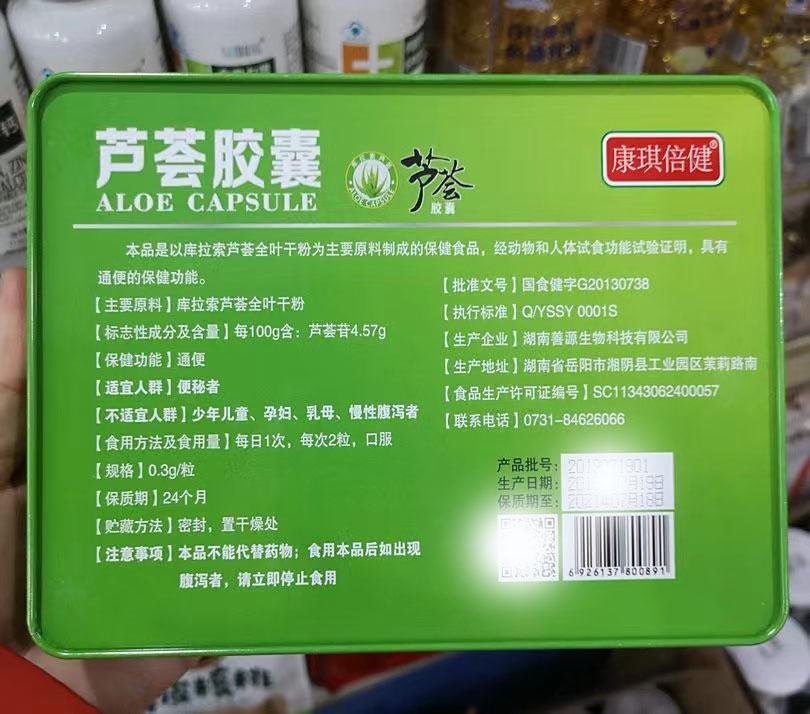 芦荟胶囊
ALOE CAPSULE
ALOE CAPSULE
芦荟
胶囊
康琪倍健®
本品是以库拉索芦荟全叶干粉为主要原料制成的保健食品，经动物和人体试食功能试验证明，具有
通便的保健功能。
【主要原料】库拉索芦荟全叶干粉
【标志性成分及含量】每100g含：芦荟苷4.57g
【保健功能】通便
【适宜人群】便秘者
【不适宜人群】少年儿童、孕妇、乳母、慢性腹泻者
【食用方法及食用量】每日1次，每次2粒，口服
【规格】0.3g/粒
【保质期】24个月
【贮藏方法】密封，置干燥处
【注意事项】本品不能代替药物；食用本品后如出现
腹泻者，请立即停止食用
【批准文号】国食健字G20130738
【执行标准】Q/YSSY 0001S
【生产企业】湖南善源生物科技有限公司
【生产地址】湖南省岳阳市湘阴县工业园区茉莉路南
【食品生产许可证编号】SC11343062400057
【联系电话】0731-84626066
产品批号：
生产日期：
保质期至：
6 926137 800891